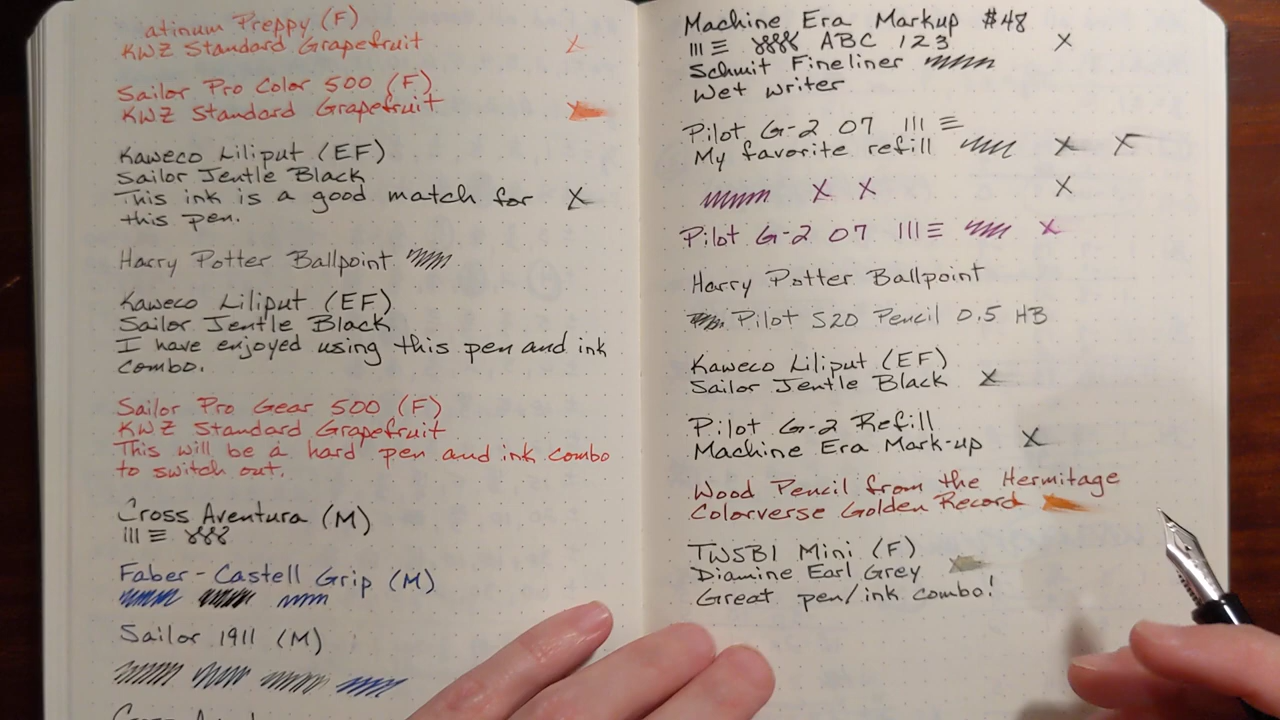 atinum Preppy (F)
KWZ Standard Grapefruit X
Sailor Pro Color 500 (F)
KWZ Standard Grapefruit X
Kaweco Liliput (EF)
Sailor Jentle Black
This ink is a good match for X
this pen.
Harry Potter Ballpoint
Kaweco Liliput (EF)
Sailor Jentle Black
I have enjoyed using this pen and ink
combo.
Sailor Pro Gear 500 (F)
KWZ Standard Grapefruit
This will be a hard pen and ink combo
to switch out.
Cross Aventura (M)
III ≡
Faber-Castell Grip (M)
Sailor 1911 (M)
Machine Era Markup #48
III ≡ ABC 123 X
Schmit Fineliner
Wet writer
Pilot G-2 07 III ≡
My favorite refill X X
X X X
Pilot G-2 07 III ≡ X
Harry Potter Ballpoint
Pilot S20 Pencil 0.5 HB
Kaweco Liliput (EF)
Sailor Jentle Black X
Pilot G-2 Refill
Machine Era Mark-up X
Wood Pencil from the Hermitage
Colorverse Golden Record
TWSBI Mini (F)
Diamine Earl Grey
Great pen/ink combo!